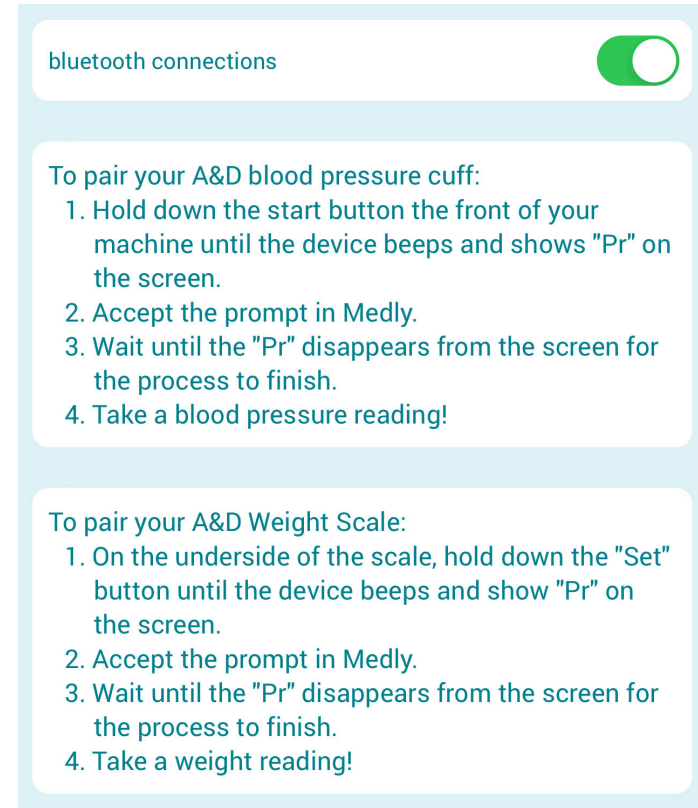 bluetooth connections
To pair your A&D blood pressure cuff:
1. Hold down the start button the front of your
machine until the device beeps and shows "Pr" on
the screen.
2. Accept the prompt in Medly.
3. Wait until the "Pr" disappears from the screen for
the process to finish.
4. Take a blood pressure reading!
To pair your A&D Weight Scale:
1. On the underside of the scale, hold down the "Set"
button until the device beeps and show "Pr" on
the screen.
2. Accept the prompt in Medly.
3. Wait until the "Pr" disappears from the screen for
the process to finish.
4. Take a weight reading!